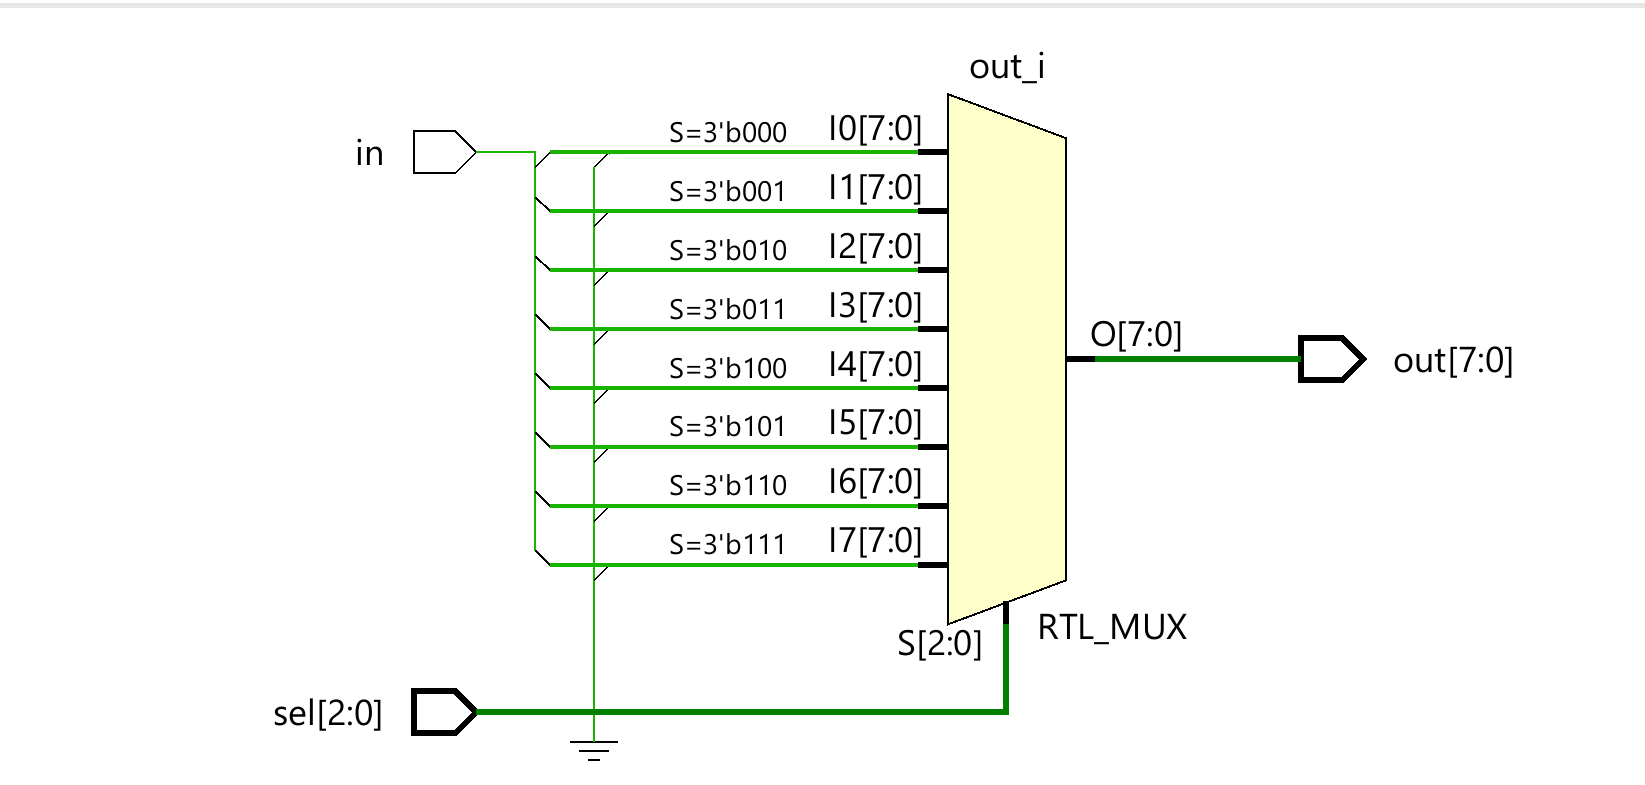 out_i
in
S=3'b000 I0[7:0]
S=3'b001 I1[7:0]
S=3'b010 I2[7:0]
S=3'b011 I3[7:0]
S=3'b100 I4[7:0]
S=3'b101 I5[7:0]
S=3'b110 I6[7:0]
S=3'b111 I7[7:0]
O[7:0]
out[7:0]
S[2:0]
RTL_MUX
sel[2:0]